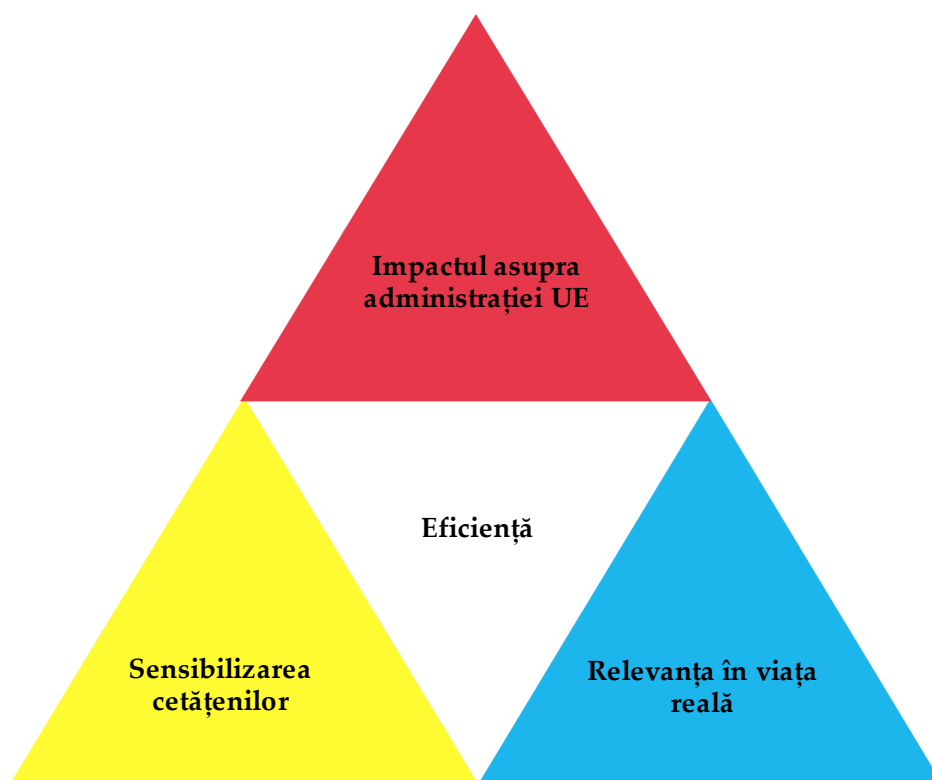 Impactul asupra
administrației UE
Eficiență
Sensibilizarea
cetățenilor
Relevanța în viața
reală